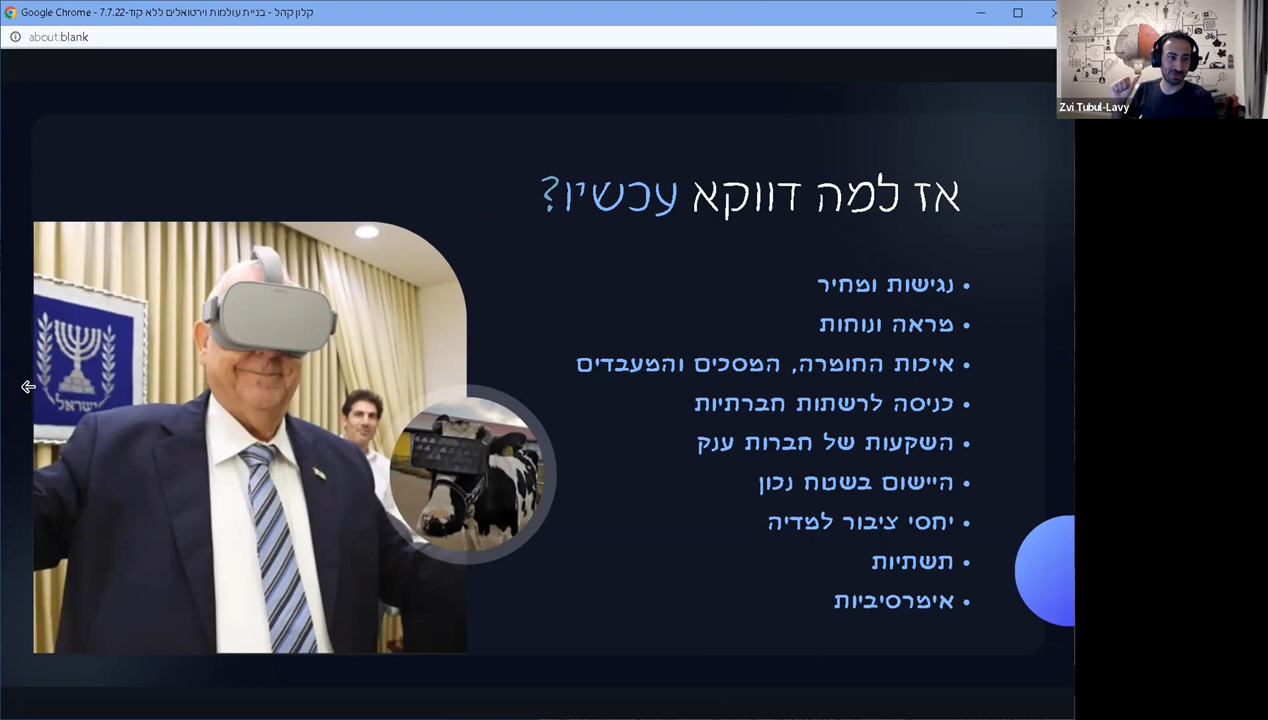 קלון קהל - בניית עולמות וירטואלים ללא קוד-7.7.22 - Google Chrome
about:blank
Zvi Tubul-Lavy
אז למה דווקא עכשיו?
• נגישות ומחיר
• מראה ונוחות
• איכות החומרה, המסכים והמעבדים
• כניסה לרשתות חברתיות
• השקעות של חברות ענק
• היישום בשטח נכון
• יחסי ציבור למדיה
• תשתיות
• אימרסיביות
ישראל